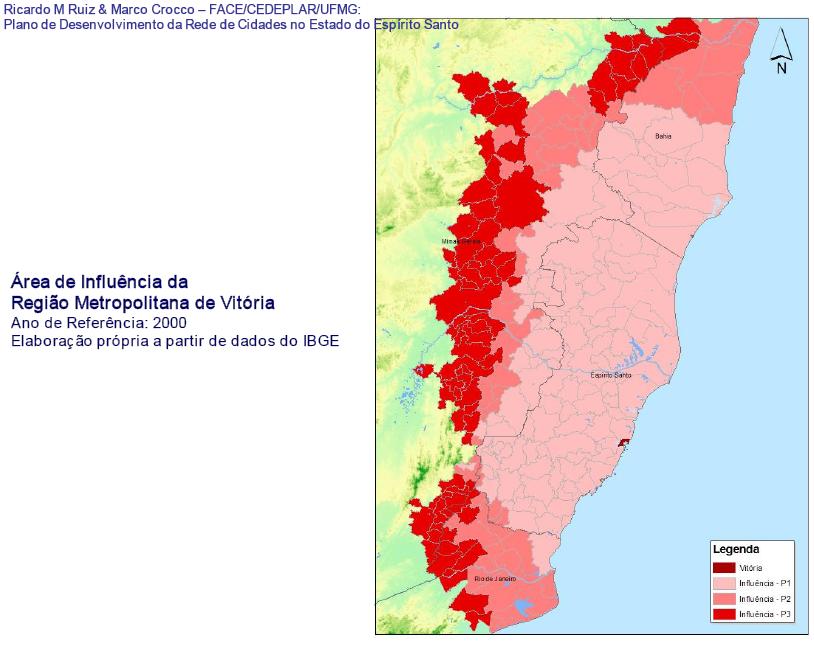 Ricardo M Ruiz & Marco Crocco – FACE/CEDEPLAR/UFMG:
Plano de Desenvolvimento da Rede de Cidades no Estado do Espírito Santo
N
Bahia
Minas Gerais
Área de Influência da
Região Metropolitana de Vitória
Ano de Referência: 2000
Elaboração própria a partir de dados do IBGE
Espírito Santo
Rio de Janeiro
Legenda
Vitória
Influência - P1
Influência - P2
Influência - P3